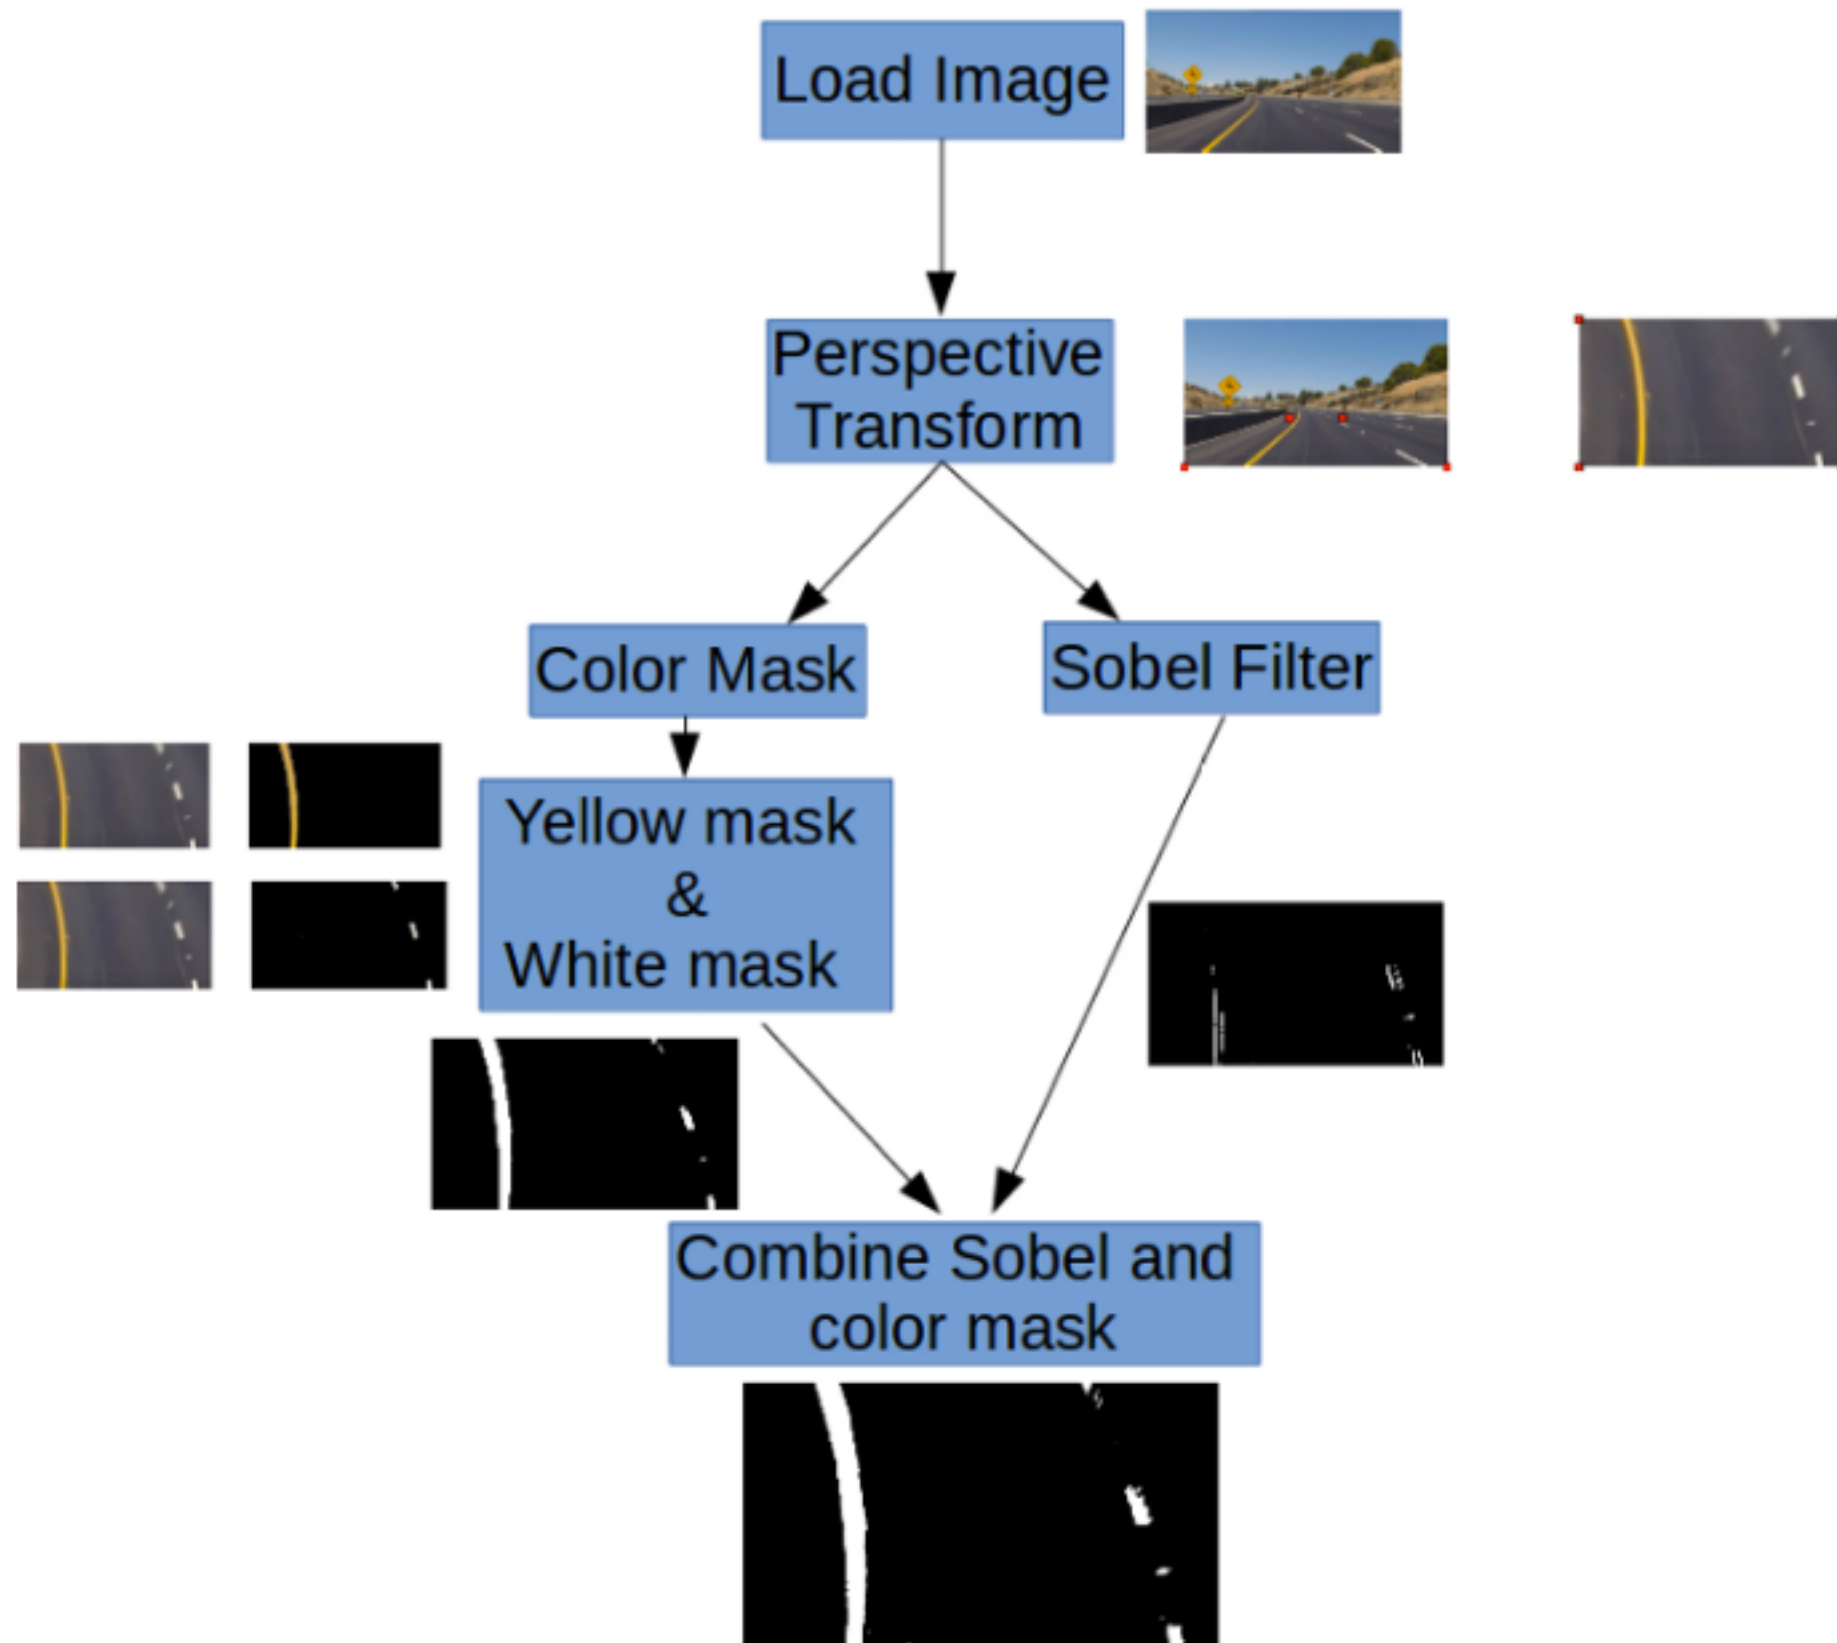 Load Image
Perspective
Transform
Color Mask
Sobel Filter
Yellow mask
&
White mask
Combine Sobel and
color mask